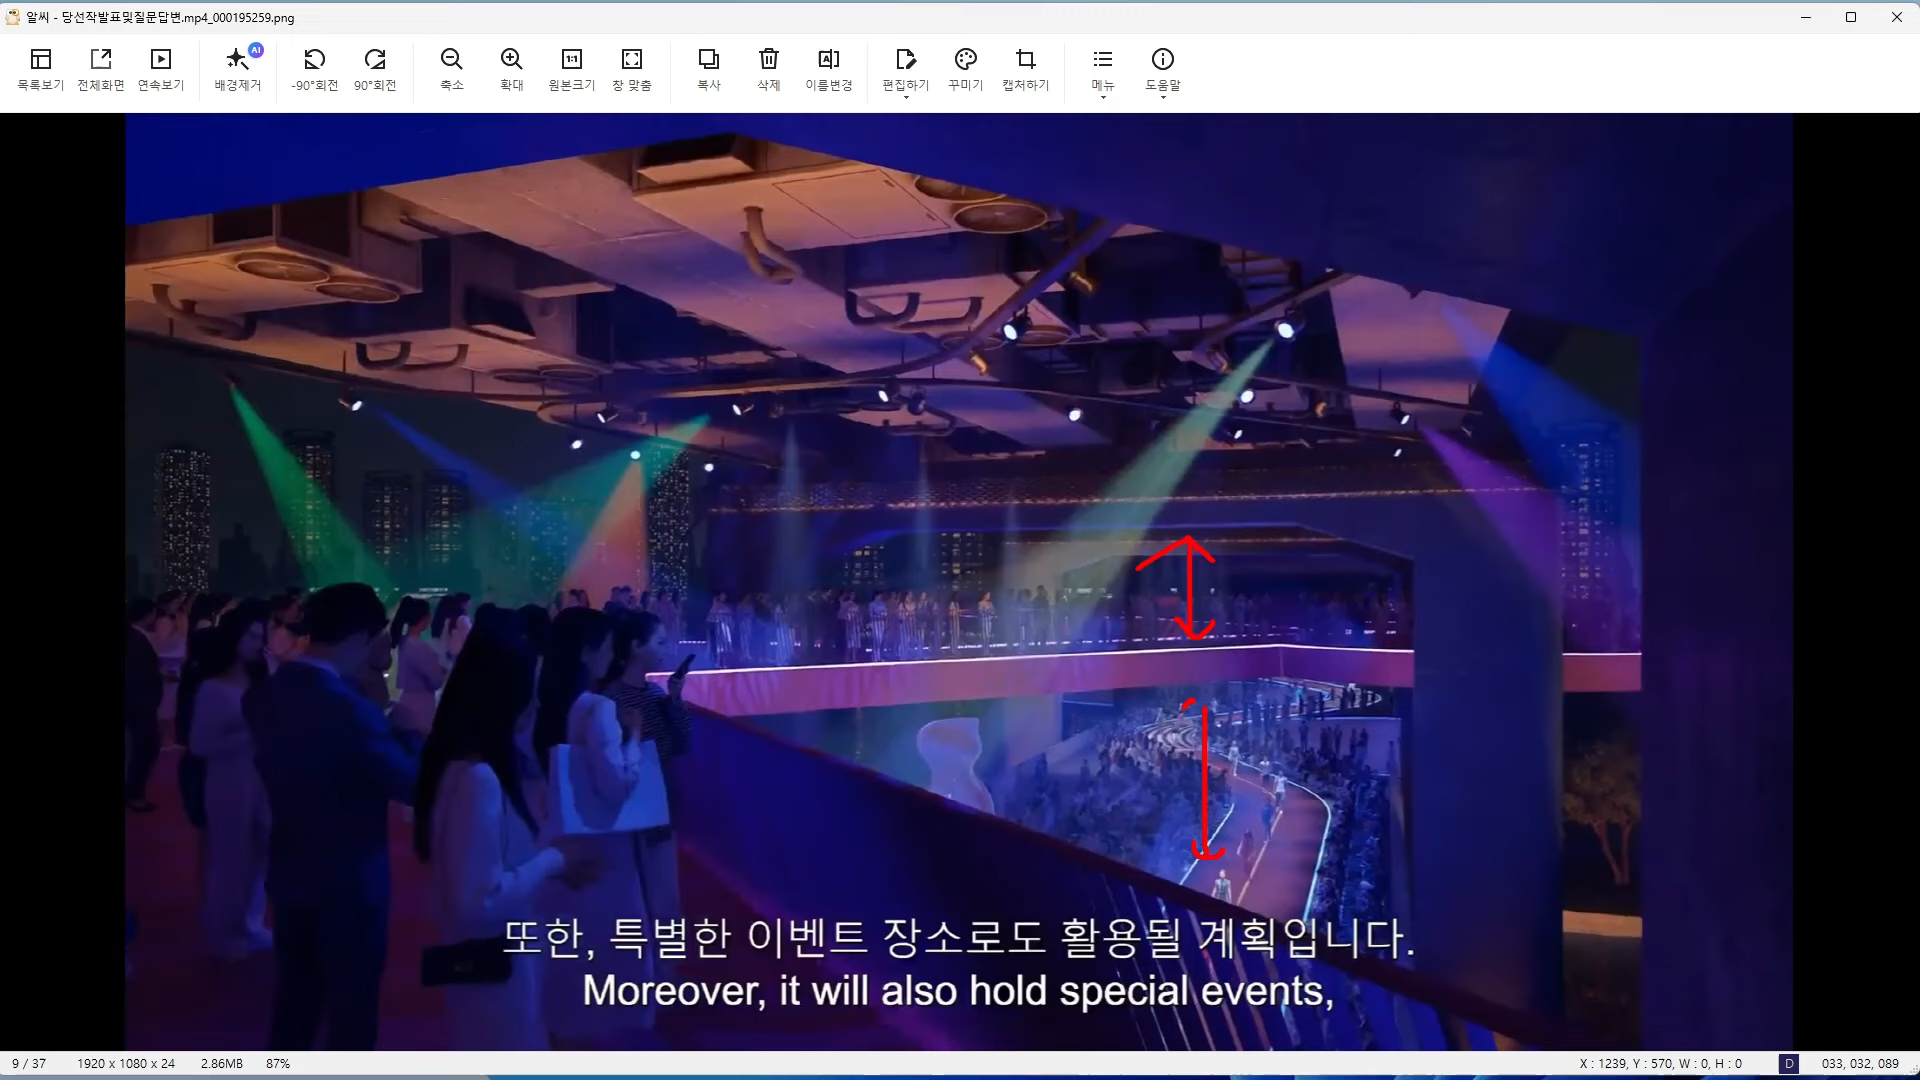 알씨 - 당선작발표및질문답변.mp4_000195259.png
목록보기 전체화면 연속보기 AI 배경제거 -90°회전 90°회전 축소 확대 1:1 원본크기 창 맞춤 복사 삭제 A 이름변경 편집하기 꾸미기 캡처하기 메뉴 도움말
또한, 특별한 이벤트 장소로도 활용될 계획입니다.
Moreover, it will also hold special events,
9 / 37 1920 x 1080 x 24 2.86MB 87% X : 1239, Y : 570, W : 0, H : 0 D 033, 032, 089